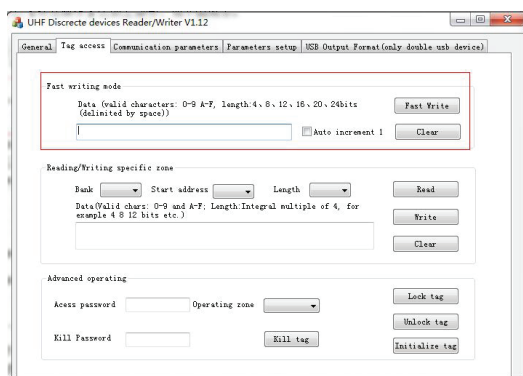 UHF Discrecte devices Reader/Writer V1.12
General Tag access Communication parameters Parameters setup USB Output Format(only double usb device)
Fast writing mode
Data (valid characters: 0-9 A-F, length:4、8、12、16、20、24bits
(delimited by space))
Fast Write
Auto increment 1
Clear
Reading/Writing specific zone
Bank Start address Length Read
Data(Valid chars: 0-9 and A-F; Length:Integral multiple of 4, for
example 4 8 12 bits etc.)
Write
Clear
Advanced operating
Lock tag
Acess password Operating zone
Unlock tag
Kill Password Kill tag
Initialize tag